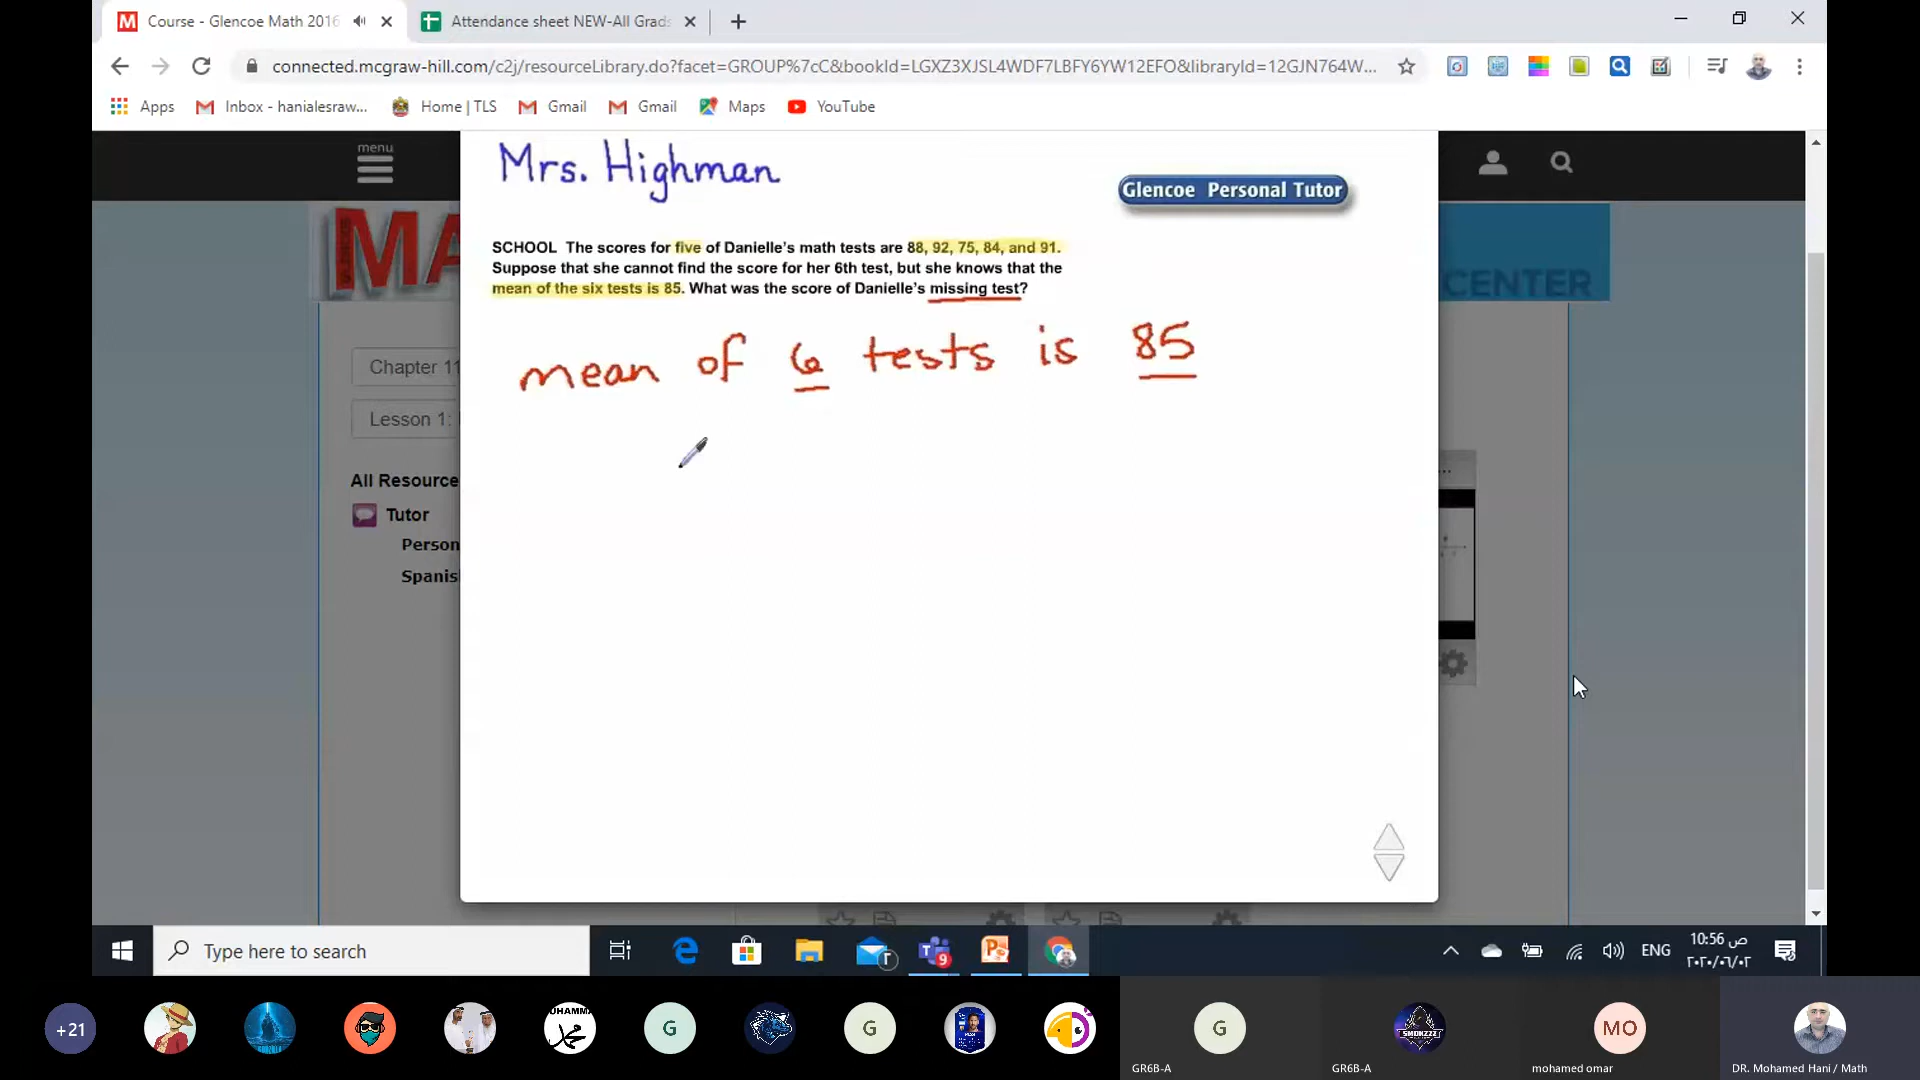 Course - Glencoe Math 2016
Attendance sheet NEW-All Grad
connected.mcgraw-hill.com/c2j/resourceLibrary.do?facet=GROUP%7cC&bookId=LGXZ3XJSL4WDF7LBFY6YW12EFO&libraryId=12GJN764W...
Apps
Inbox - hanialesraw...
Home | TLS
Gmail
Gmail
Maps
YouTube
menu
Mrs. Highman
Glencoe Personal Tutor
MA
CENTER
SCHOOL The scores for five of Danielle's math tests are 88, 92, 75, 84, and 91.
Suppose that she cannot find the score for her 6th test, but she knows that the
mean of the six tests is 85. What was the score of Danielle's missing test?
mean of 6 tests is 85
Chapter 11
Lesson 1:
All Resource
Tutor
Person
Spanis
Type here to search
9
ENG
10:56 ص
٢٠٢٠/٠٦/٠٢
+21
G
G
G
MO
GR6B-A
GR6B-A
mohamed omar
DR. Mohamed Hani / Math